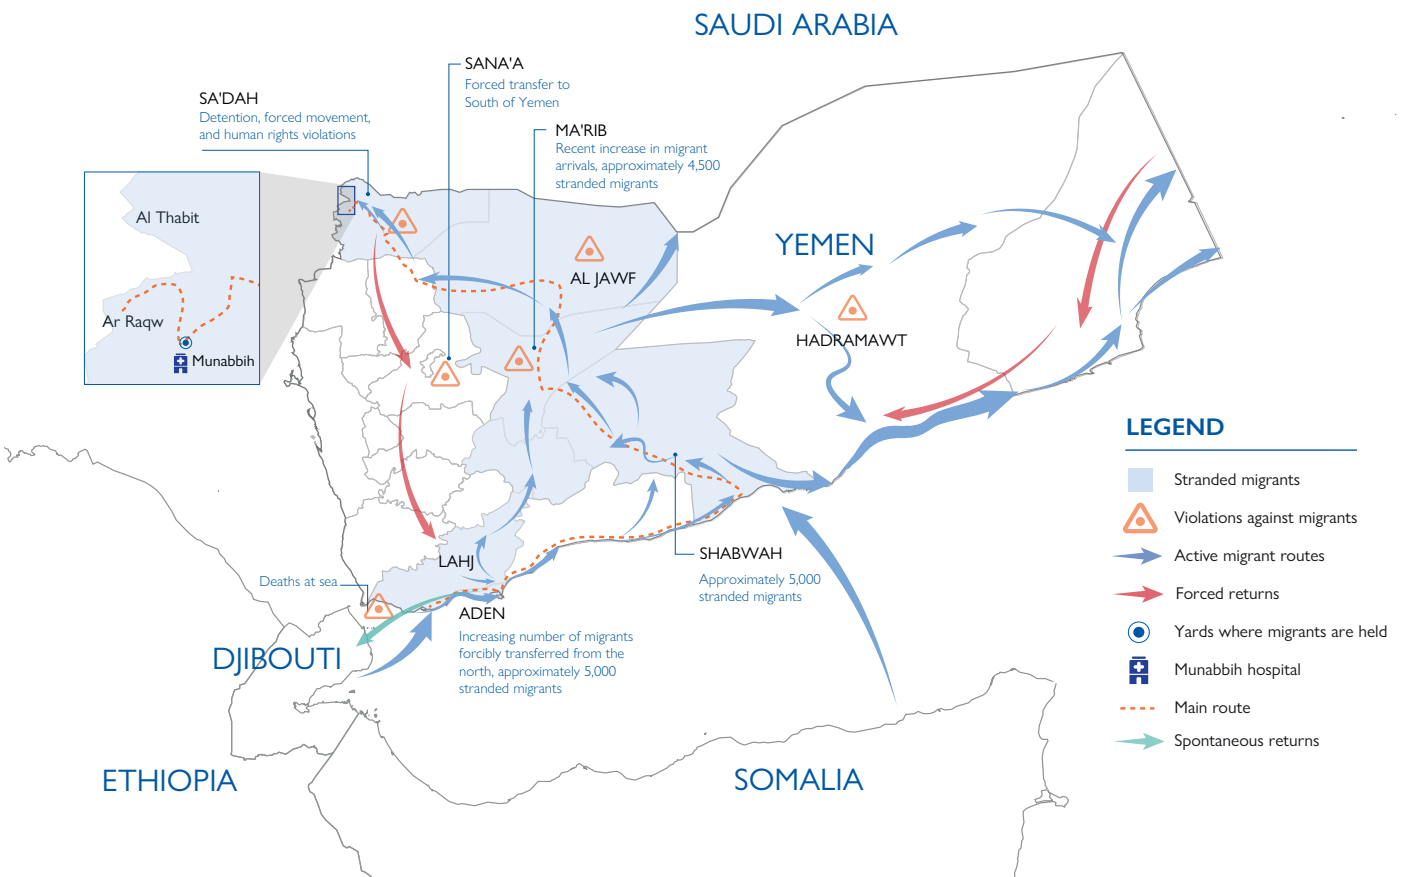 SAUDI ARABIA
SANA'A
Forced transfer to
South of Yemen
SA'DAH
Detention, forced movement,
and human rights violations
MA'RIB
Recent increase in migrant
arrivals, approximately 4,500
stranded migrants
Al Thabit
Ar Raqw
Munabbih
YEMEN
AL JAWF
HADRAMAWT
LAHJ
SHABWAH
Approximately 5,000
stranded migrants
Deaths at sea
ADEN
Increasing number of migrants
forcibly transferred from the
north, approximately 5,000
stranded migrants
DJIBOUTI
ETHIOPIA
SOMALIA
LEGEND
Stranded migrants
Violations against migrants
Active migrant routes
Forced returns
Yards where migrants are held
Munabbih hospital
Main route
Spontaneous returns